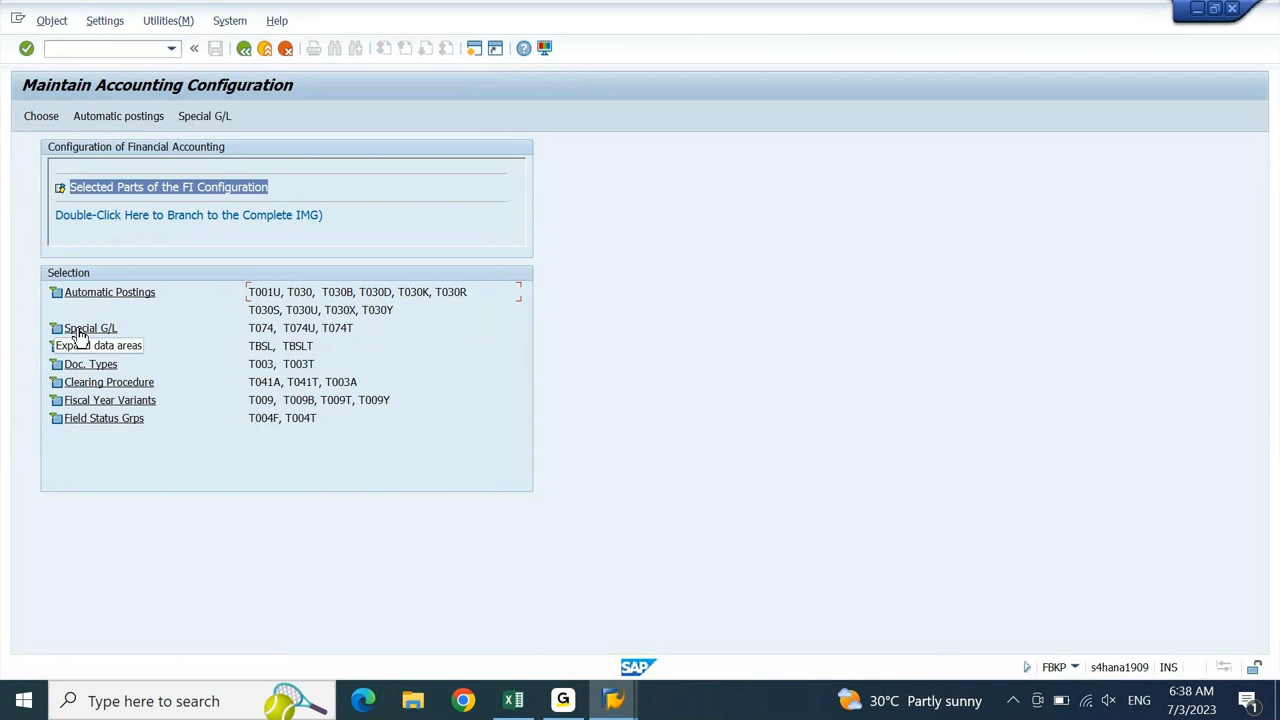 Object Settings Utilities(M) System Help
Maintain Accounting Configuration
Choose Automatic postings Special G/L
Configuration of Financial Accounting
Selected Parts of the FI Configuration
Double-Click Here to Branch to the Complete IMG)
Selection
Automatic Postings T001U, T030, T030B, T030D, T030K, T030R
T030S, T030U, T030X, T030Y
Special G/L T074, T074U, T074T
Expand data areas TBSL, TBSLT
Doc. Types T003, T003T
Clearing Procedure T041A, T041T, T003A
Fiscal Year Variants T009, T009B, T009T, T009Y
Field Status Grps T004F, T004T
SAP FBKP s4hana1909 INS
Type here to search 30°C Partly sunny ENG 6:38 AM
7/3/2023 1